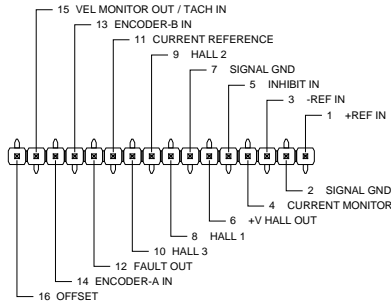 15 VEL MONITOR OUT / TACH IN
13 ENCODER-B IN
11 CURRENT REFERENCE
9 HALL 2
7 SIGNAL GND
5 INHIBIT IN
3 -REF IN
1 +REF IN
2 SIGNAL GND
4 CURRENT MONITOR
6 +V HALL OUT
8 HALL 1
10 HALL 3
12 FAULT OUT
14 ENCODER-A IN
16 OFFSET